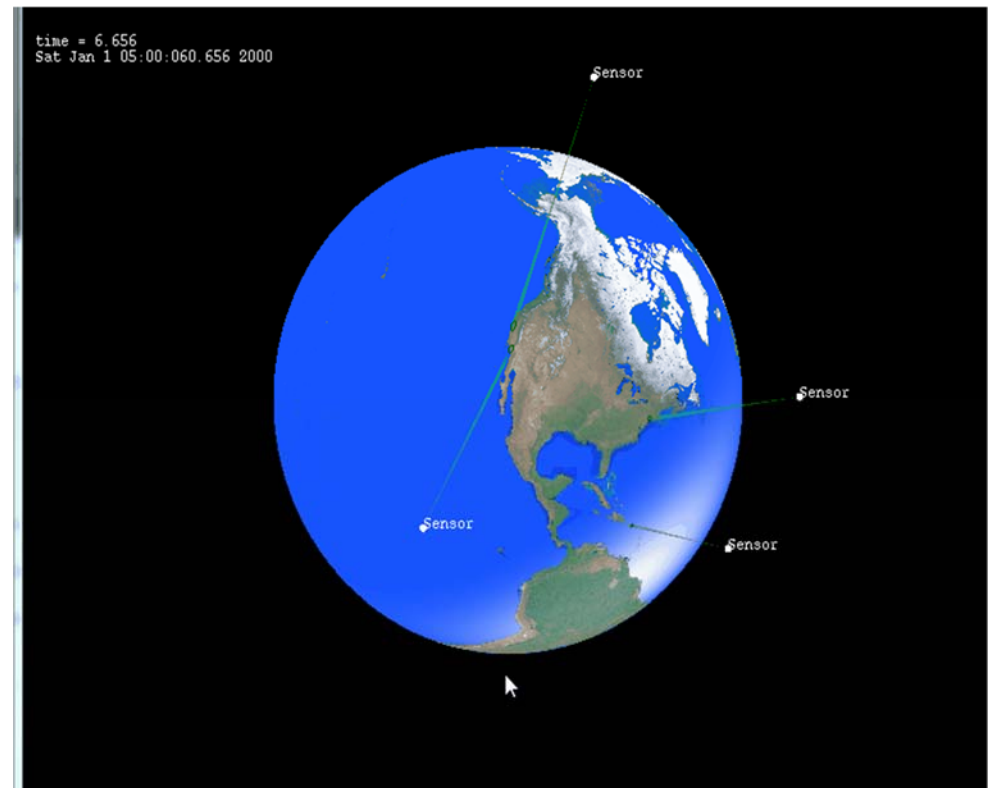 time = 6.656
Sat Jan 1 05:00:060.656 2000
Sensor
Sensor
Sensor
Sensor